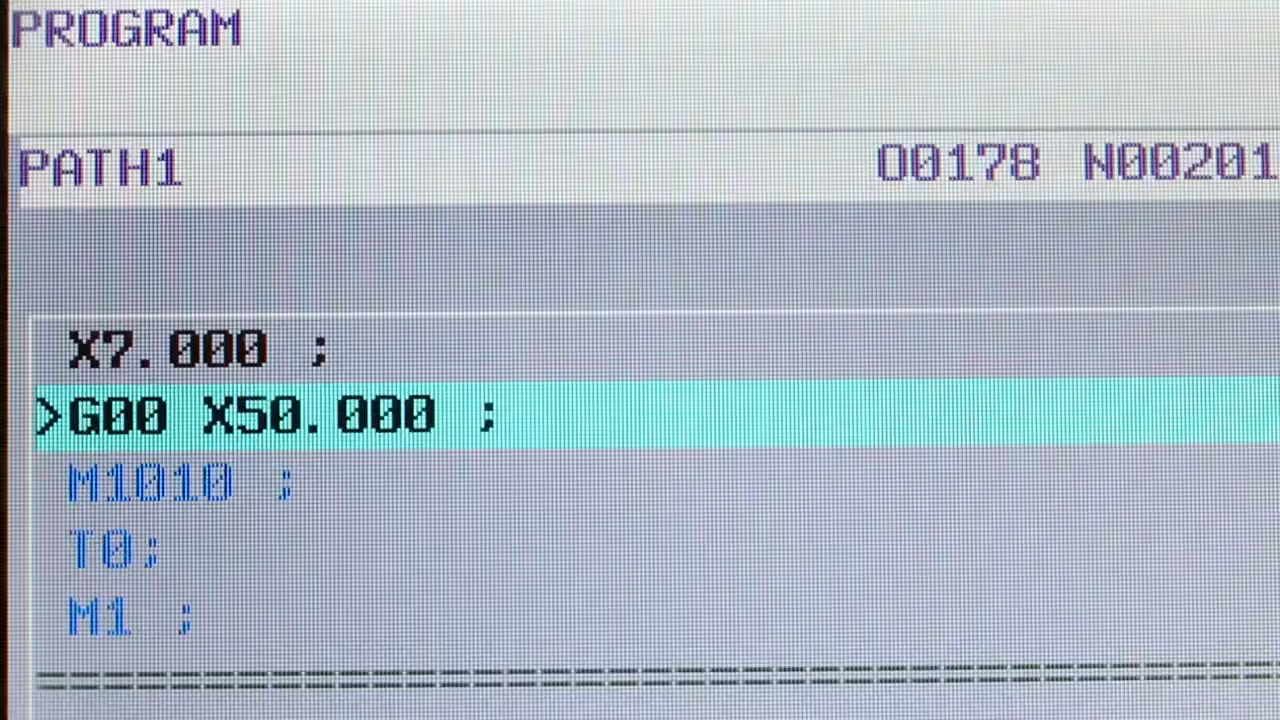 PROGRAM
PATH1 O0178 N00201
X7.000 ;
>G00 X50.000 ;
M1010 ;
T0;
M1 ;